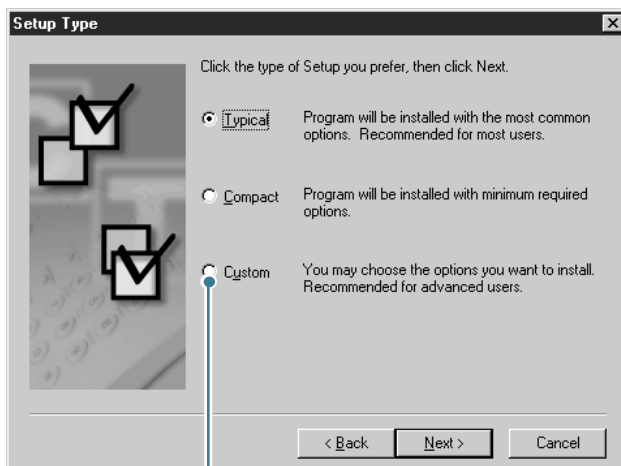 Setup Type
Click the type of Setup you prefer, then click Next.
Typical
Program will be installed with the most common
options. Recommended for most users.
Compact
Program will be installed with minimum required
options.
Custom
You may choose the options you want to install.
Recommended for advanced users.
< Back
Next >
Cancel